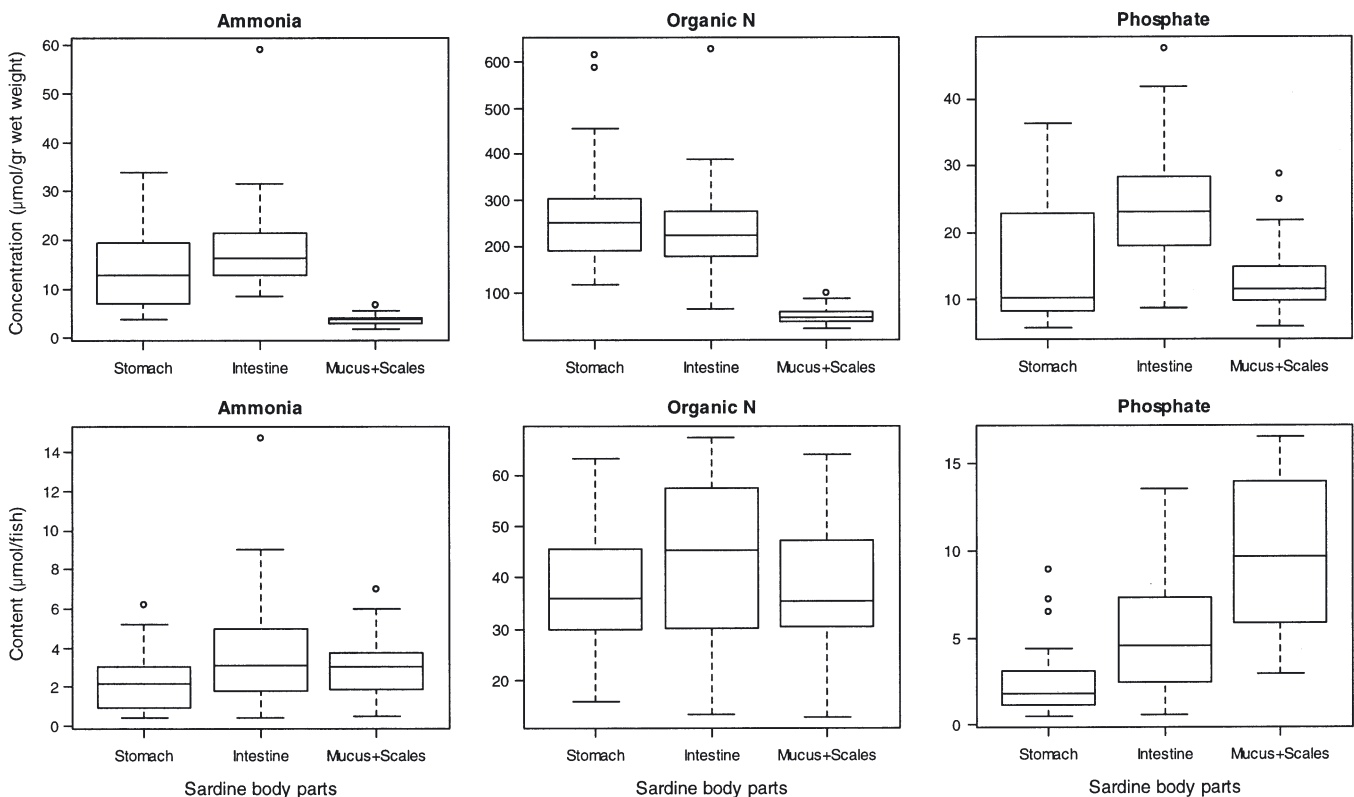 Ammonia
Organic N
Phosphate
Concentration (µmol/gr wet weight)
60
50
40
30
20
10
0
600
500
400
300
200
100
40
30
20
10
Stomach Intestine Mucus+Scales
Stomach Intestine Mucus+Scales
Stomach Intestine Mucus+Scales
Ammonia
Organic N
Phosphate
Content (µmol/fish)
14
12
10
8
6
4
2
0
60
50
40
30
20
15
10
5
0
Stomach Intestine Mucus+Scales
Stomach Intestine Mucus+Scales
Stomach Intestine Mucus+Scales
Sardine body parts
Sardine body parts
Sardine body parts